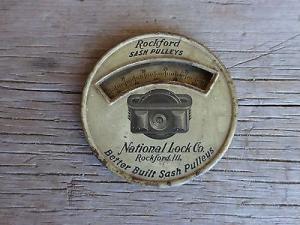 Rockford
SASH PULLEYS
National Lock Co.
Rockford, Ill.
Better Built Sash Pulleys